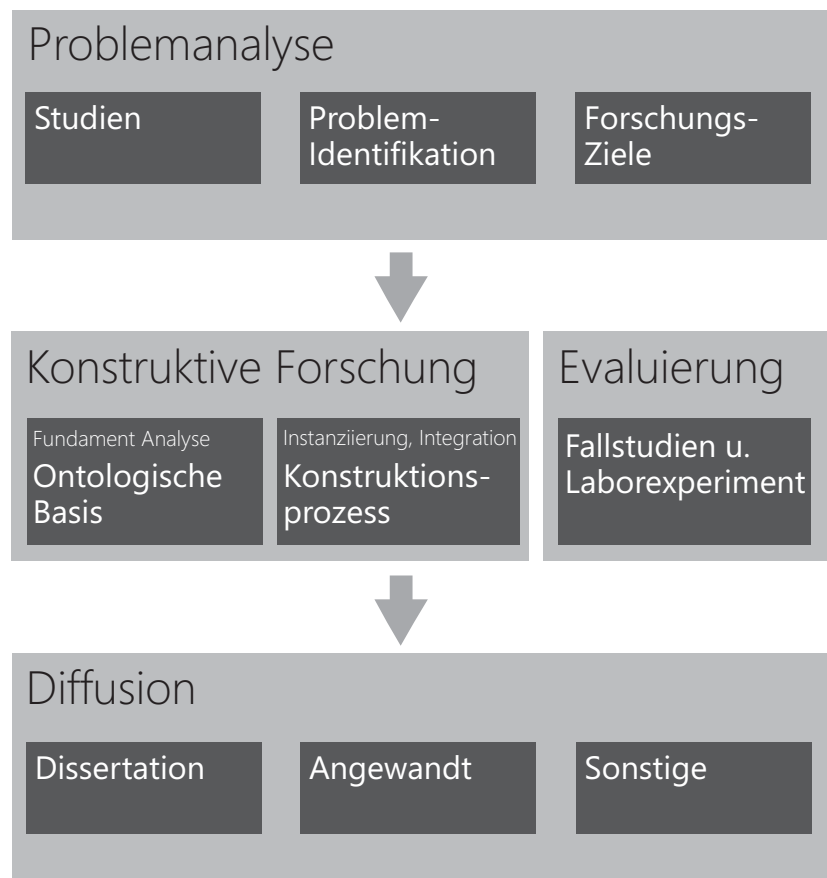 Problemanalyse
Studien
Problem-
Identifikation
Forschungs-
Ziele
Konstruktive Forschung
Fundament Analyse
Ontologische
Basis
Instanziierung, Integration
Konstruktions-
prozess
Evaluierung
Fallstudien u.
Laborexperiment
Diffusion
Dissertation
Angewandt
Sonstige